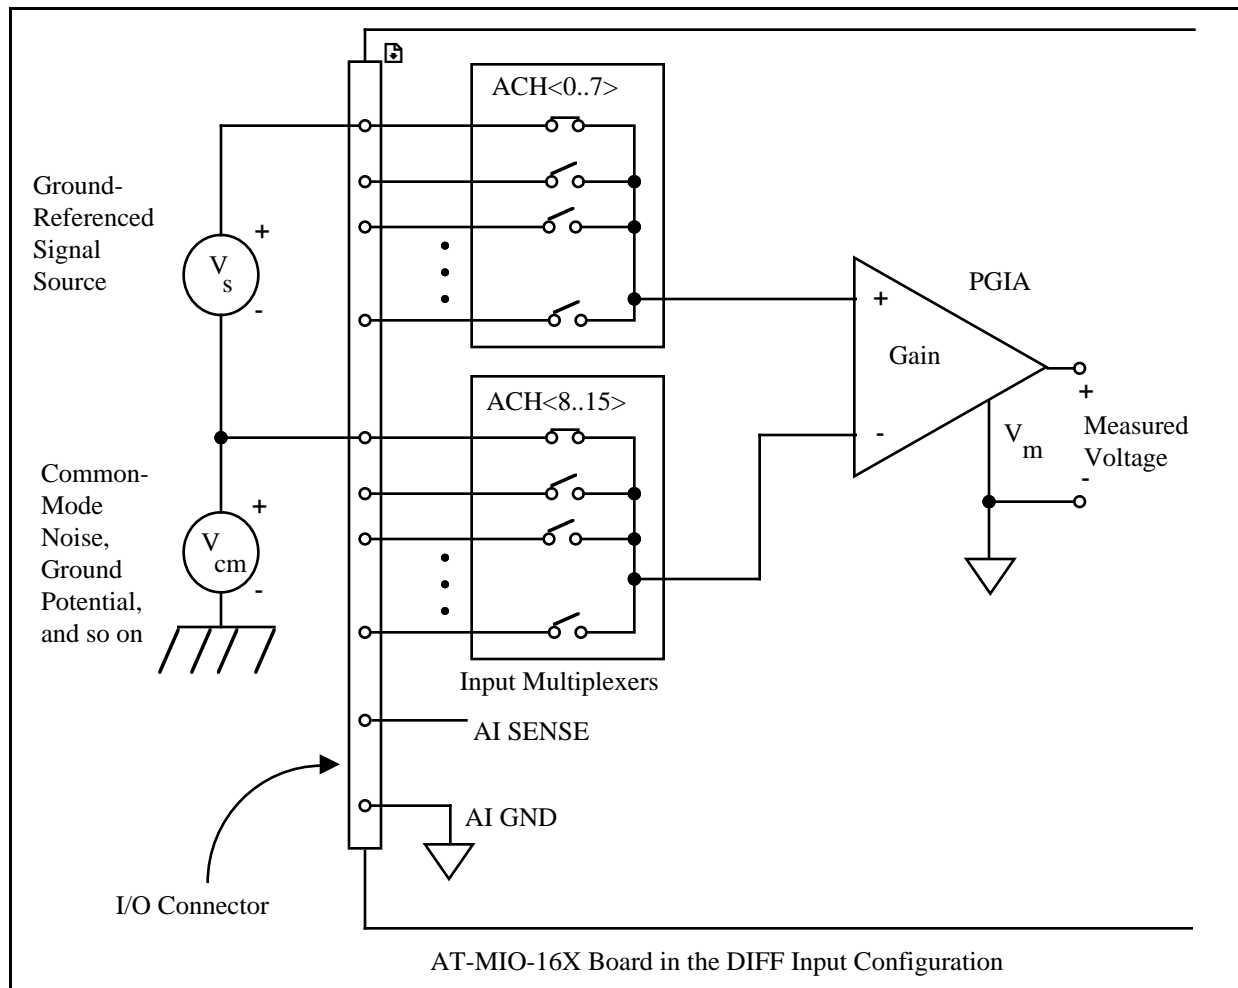 ACH<0..7>
Ground-
Referenced
Signal
Source
+
V
s
-
PGIA
+
Gain
-
+
V
m
Measured
Voltage
-
ACH<8..15>
Common-
Mode
Noise,
Ground
Potential,
and so on
+
V
cm
-
Input Multiplexers
AI SENSE
AI GND
I/O Connector
AT-MIO-16X Board in the DIFF Input Configuration